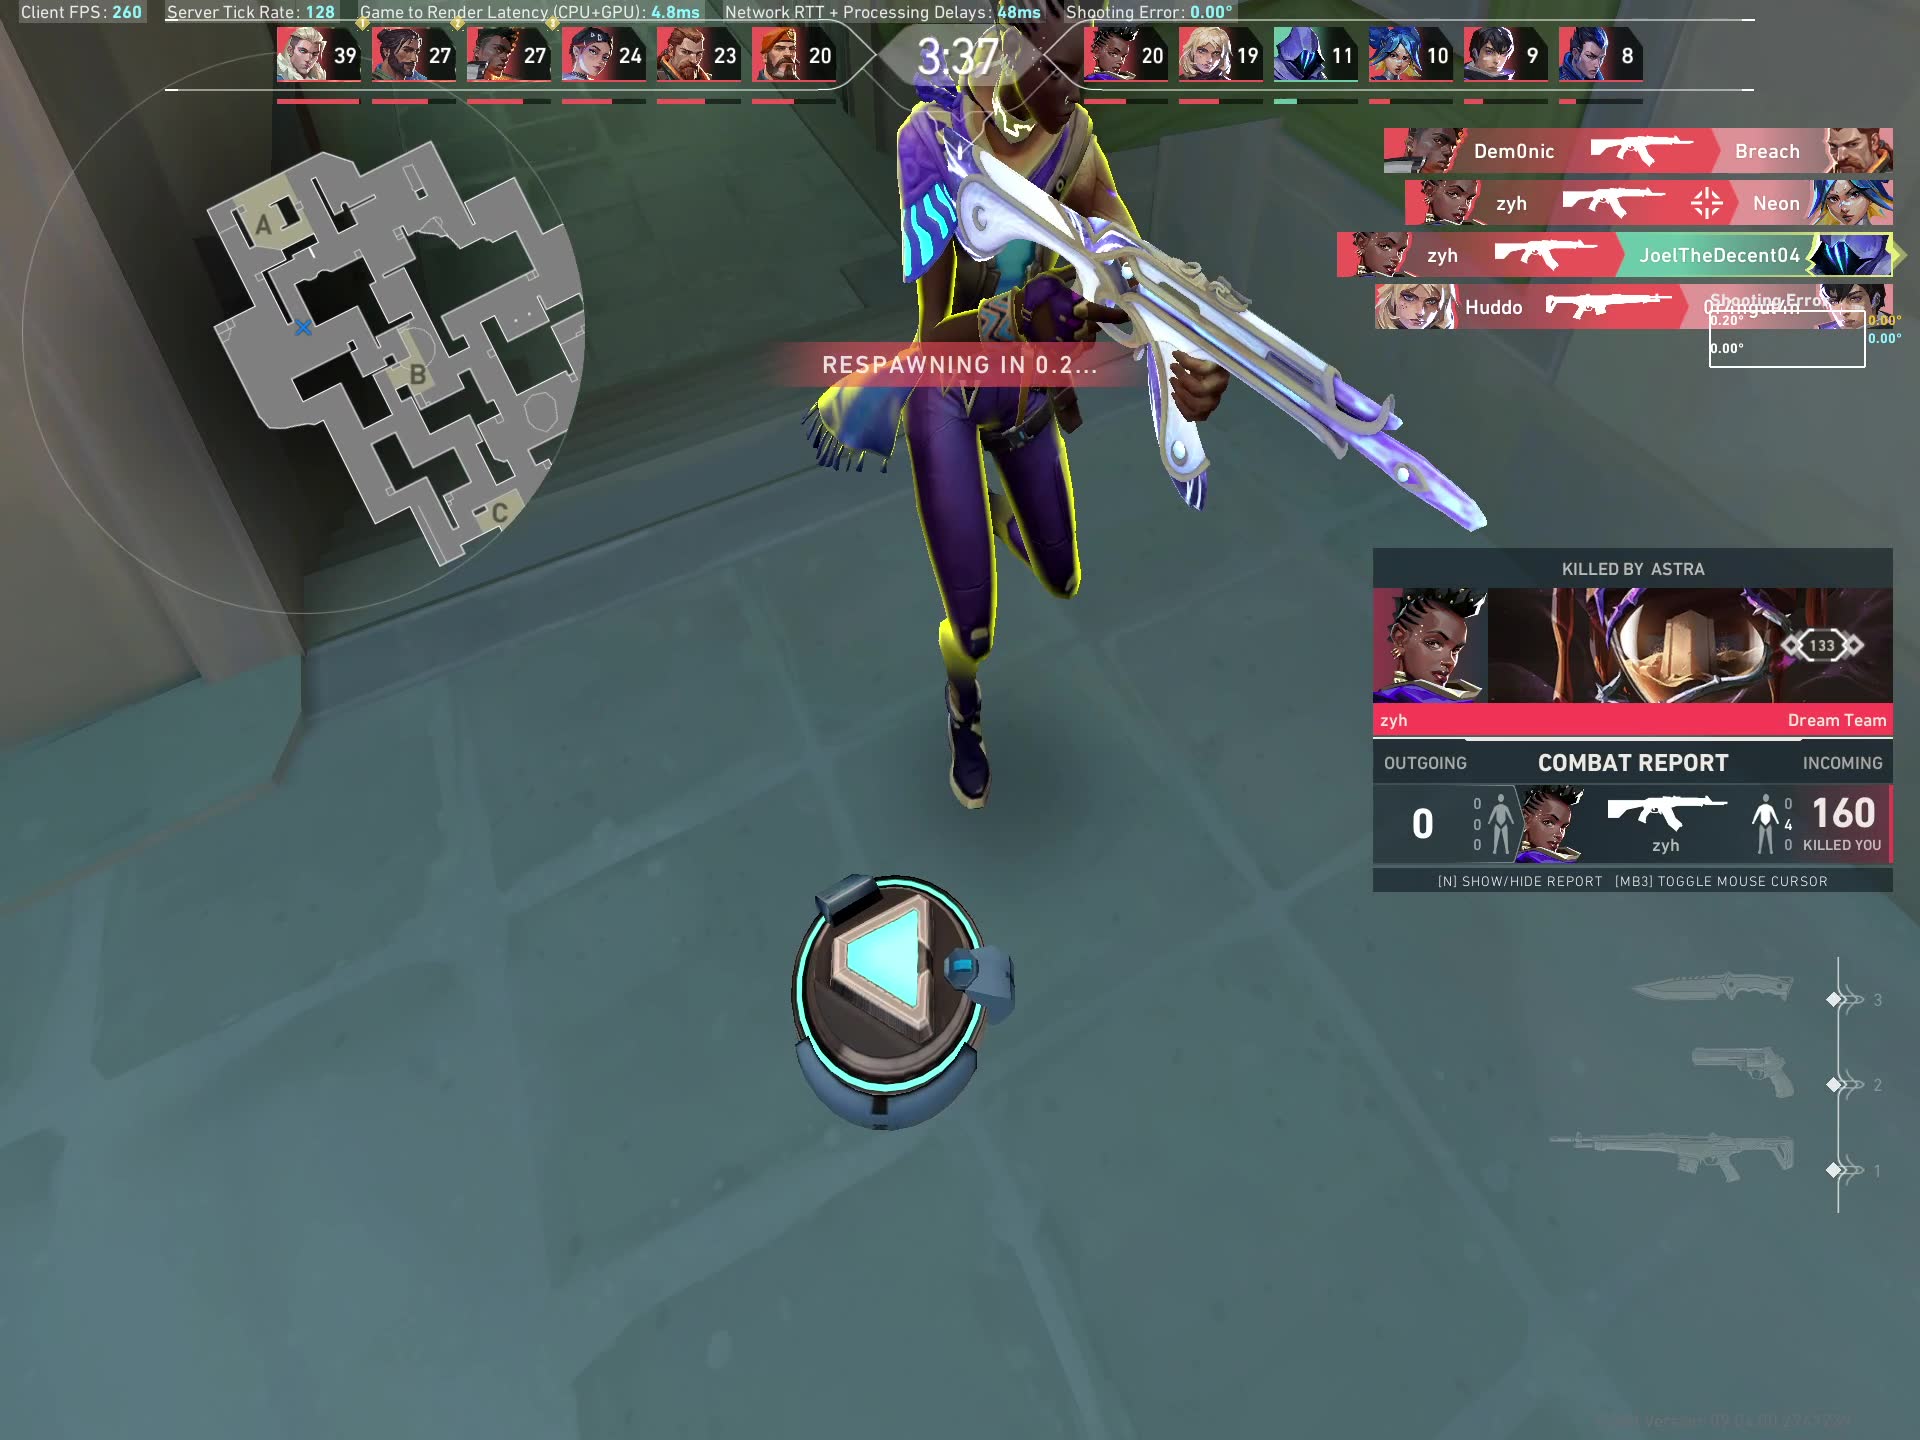 Client FPS: 260 Server Tick Rate: 128 Game to Render Latency (CPU+GPU): 4.8ms Network RTT + Processing Delays: 48ms Shooting Error: 0.00°
39 27 27 24 23 20 3:37 20 19 11 10 9 8
Dem0nic Breach
zyh Neon
zyh JoelTheDecent04
Huddo
Shooting Error
0.20° 0.00°
0.00° 0.00°
A
B
C
RESPAWNING IN 0.2...
KILLED BY ASTRA
133
zyh Dream Team
OUTGOING COMBAT REPORT INCOMING
0 0 0 0 zyh 0 4 0 160 KILLED YOU
[N] SHOW/HIDE REPORT [MB3] TOGGLE MOUSE CURSOR
3
2
1